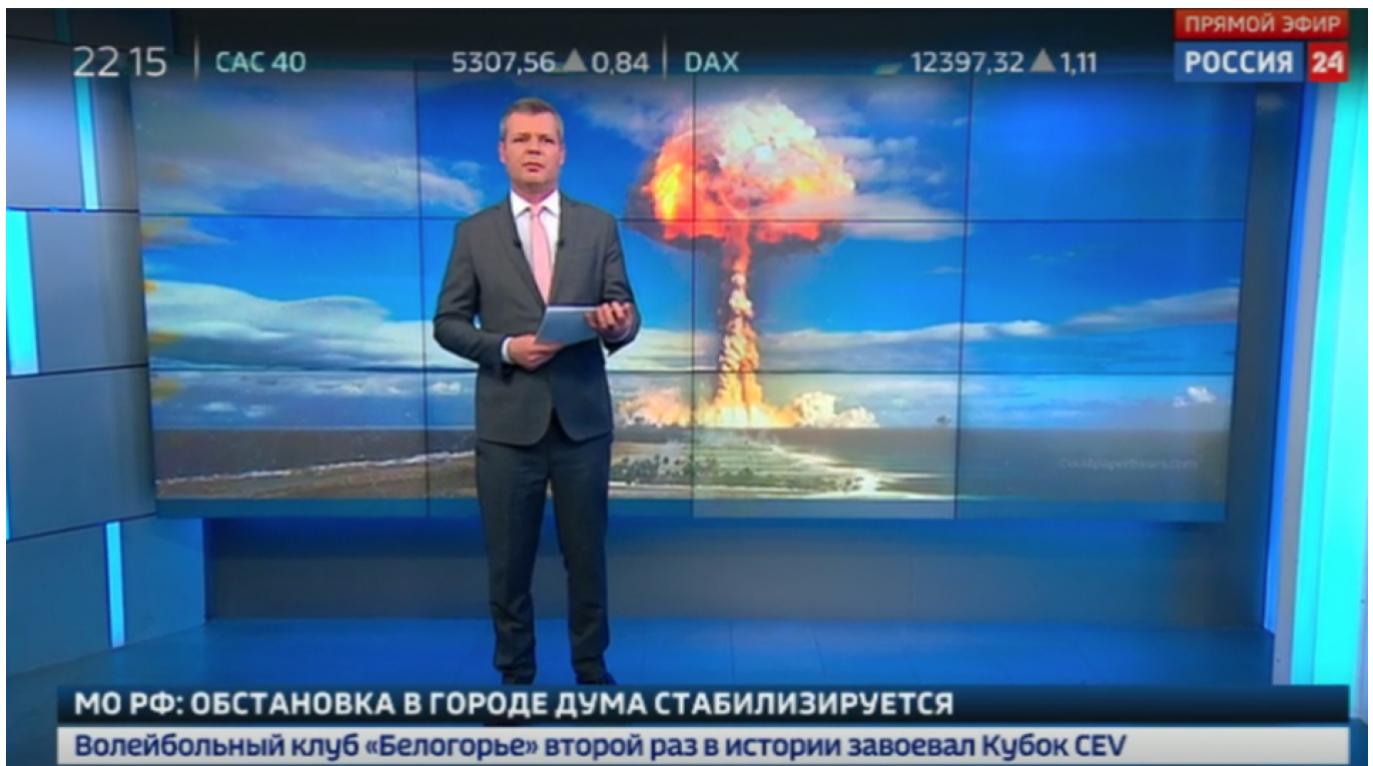 ПРЯМОЙ ЭФИР
22 15 CAC 40 5307,56 ▲ 0,84 DAX 12397,32 ▲ 1,11
РОССИЯ 24
МО РФ: ОБСТАНОВКА В ГОРОДЕ ДУМА СТАБИЛИЗИРУЕТСЯ
Волейбольный клуб «Белогорье» второй раз в истории завоевал Кубок CEV